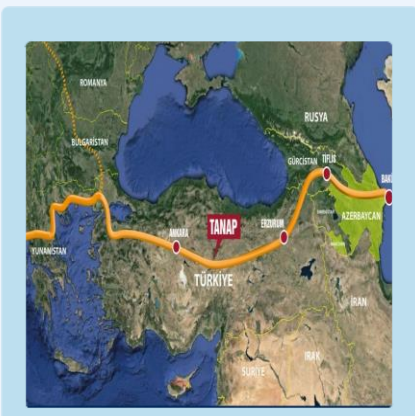 ROMANYA
RUSYA
BULGARİSTAN
GÜRCİSTAN
TİFLİS
BAKÜ
AZERBAYCAN
ANKARA
TANAP
ERZURUM
YUNANİSTAN
TÜRKİYE
İRAN
SURİYE
IRAK